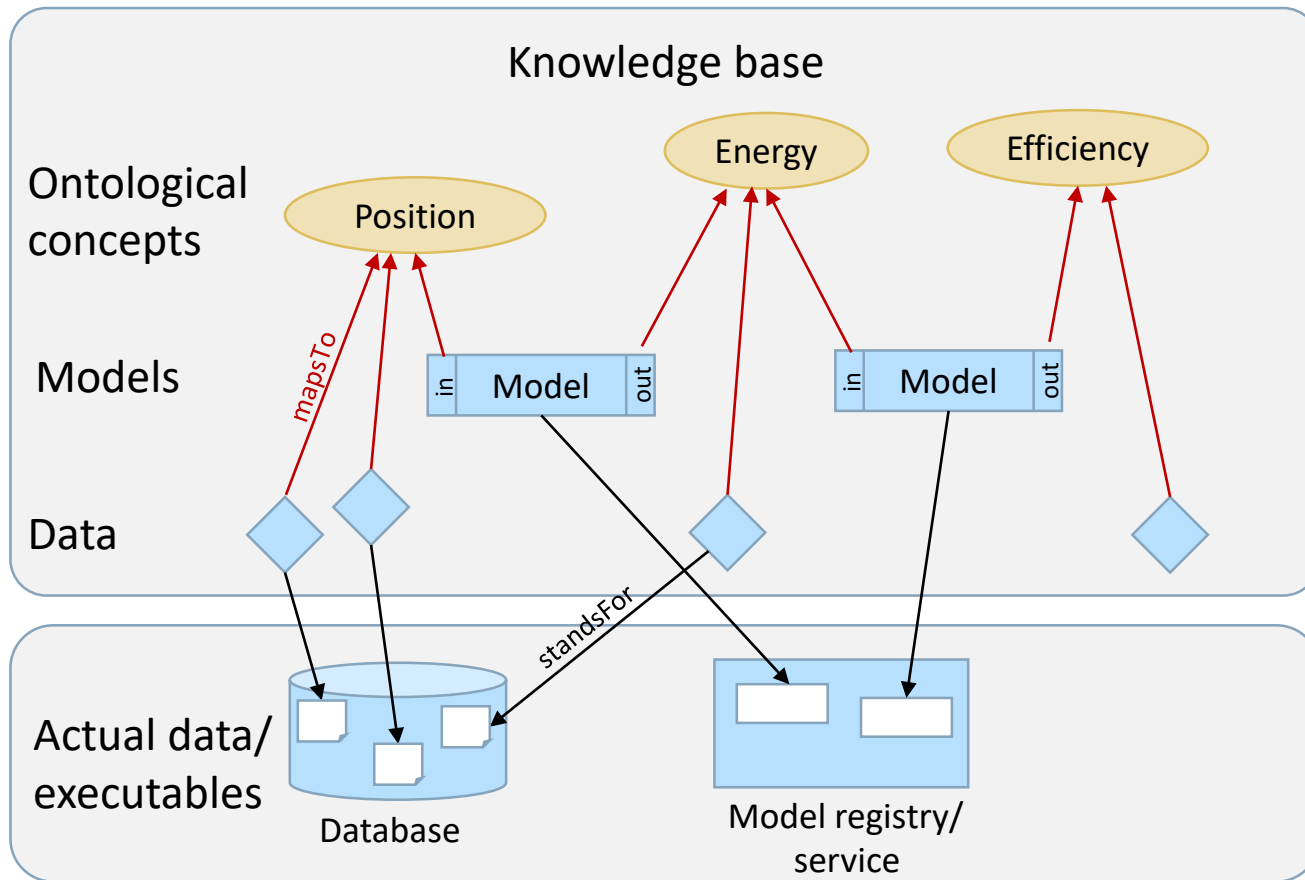 Knowledge base
Ontological
concepts
Position
Energy
Efficiency
mapsTo
Models
in
Model
out
in
Model
out
Data
standsFor
Actual data/
executables
Database
Model registry/
service